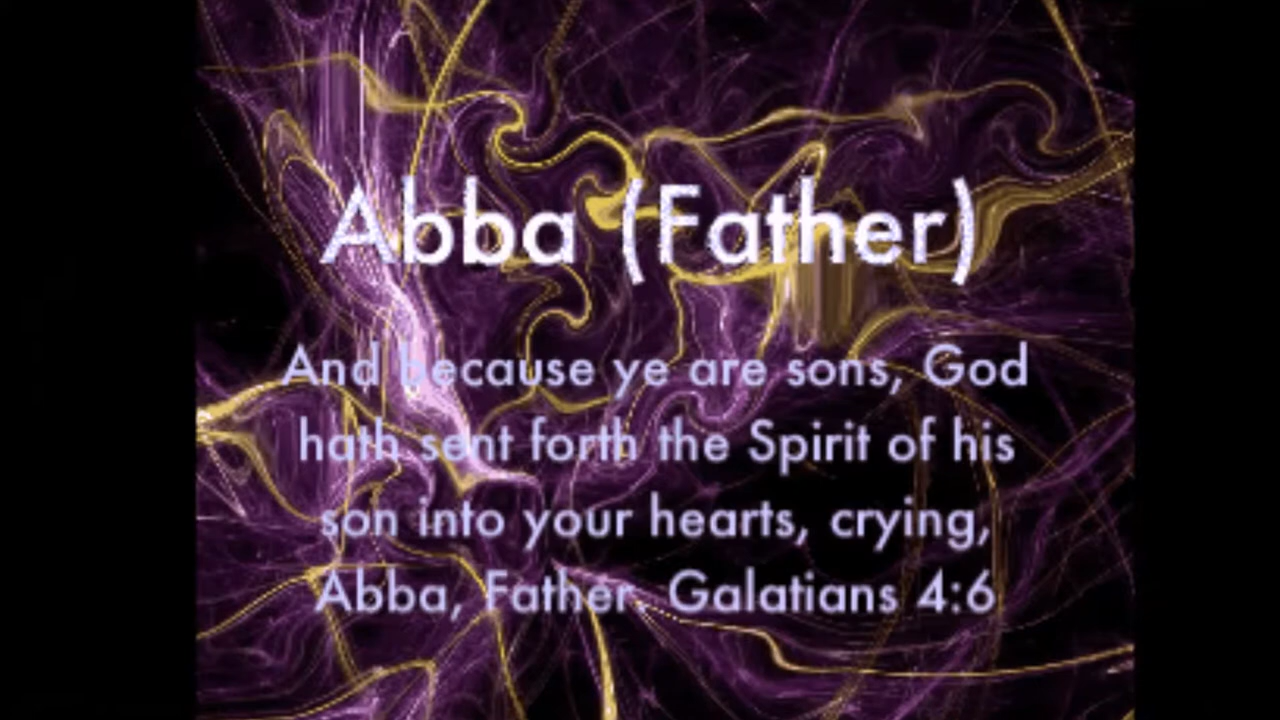 Abba (Father)
And because ye are sons, God
hath sent forth the Spirit of his
son into your hearts, crying,
Abba, Father. Galatians 4:6